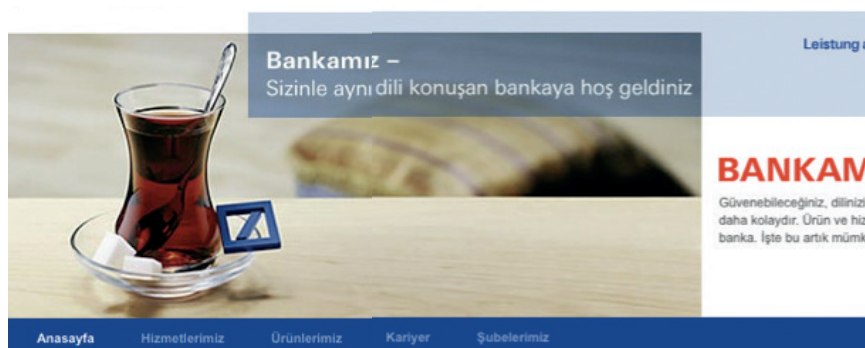 Bankamız –
Sizinle aynı dili konuşan bankaya hoş geldiniz
Leistung
BANKAM
Güvenebileceğiniz, dilinizi
daha kolaydır. Ürün ve hiz
banka. İşte bu artık mümk
Anasayfa Hizmetlerimiz Ürünlerimiz Kariyer Şubelerimiz